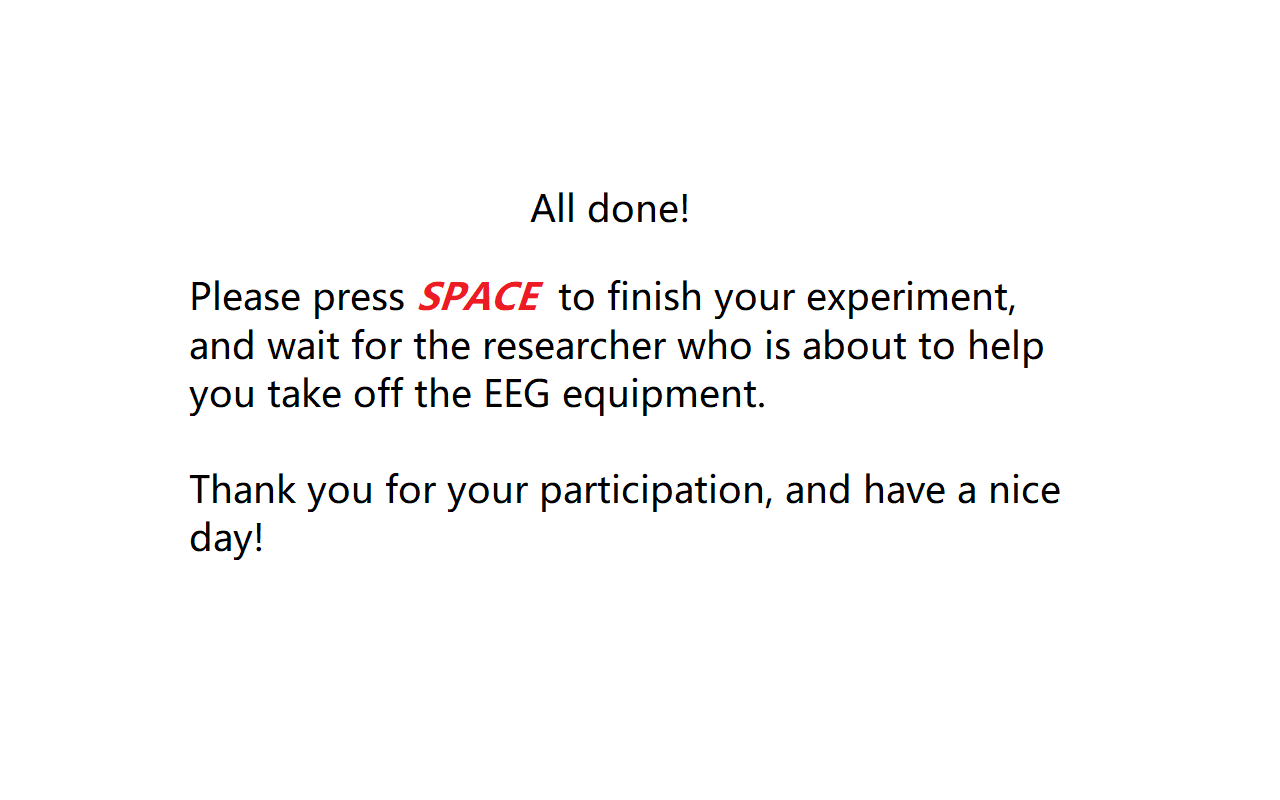 All done!
Please press SPACE to finish your experiment,
and wait for the researcher who is about to help
you take off the EEG equipment.
Thank you for your participation, and have a nice
day!